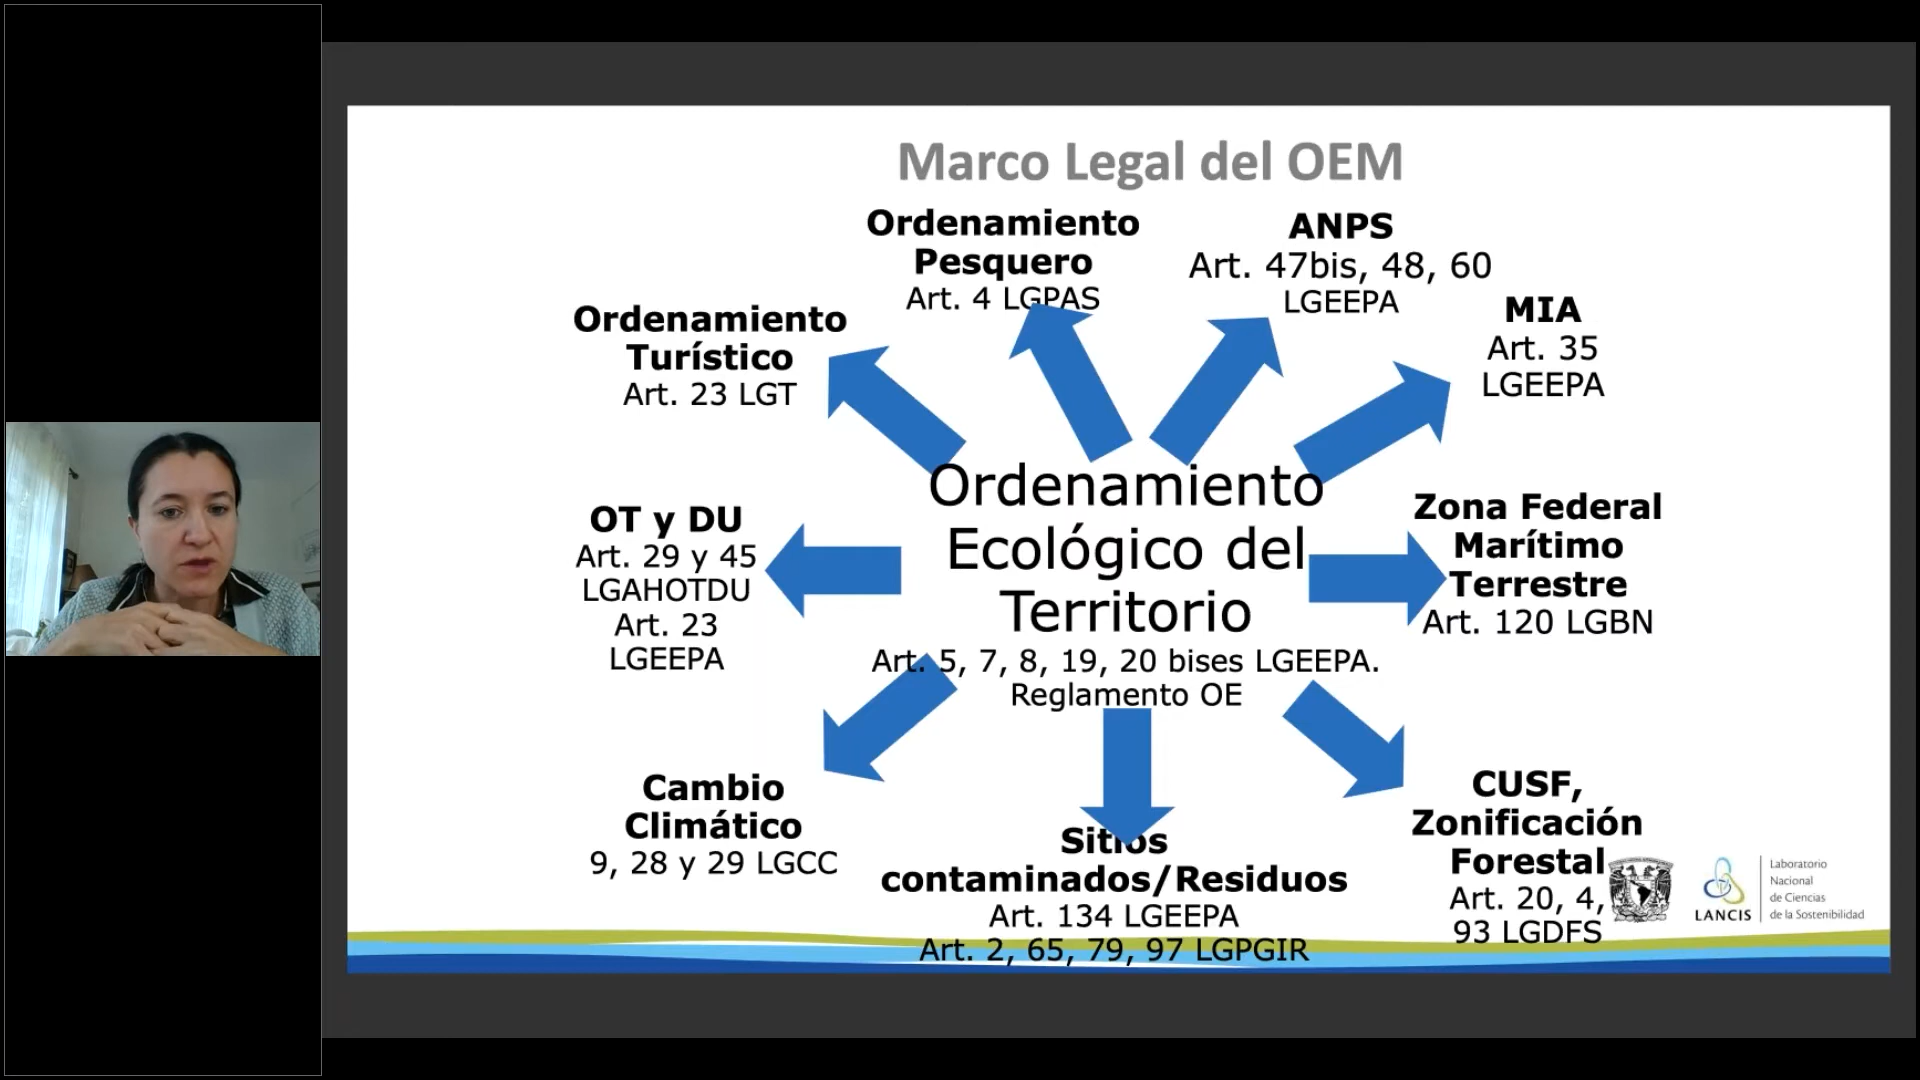 Marco Legal del OEM
Ordenamiento
Pesquero
Art. 4 LGPAS
ANPS
Art. 47bis, 48, 60
LGEEPA
MIA
Art. 35
LGEEPA
Ordenamiento
Turístico
Art. 23 LGT
Ordenamiento
Ecológico del
Territorio
Art. 5, 7, 8, 19, 20 bises LGEEPA.
Reglamento OE
OT y DU
Art. 29 y 45
LGAHOTDU
Art. 23
LGEEPA
Zona Federal
Marítimo
Terrestre
Art. 120 LGBN
Cambio
Climático
9, 28 y 29 LGCC
Sitios
contaminados/Residuos
Art. 134 LGEEPA
Art. 2, 65, 79, 97 LGPGIR
CUSF,
Zonificación
Forestal
Art. 20, 4,
93 LGDFS
LANCIS
Laboratorio
Nacional
de Ciencias
de la Sostenibilidad